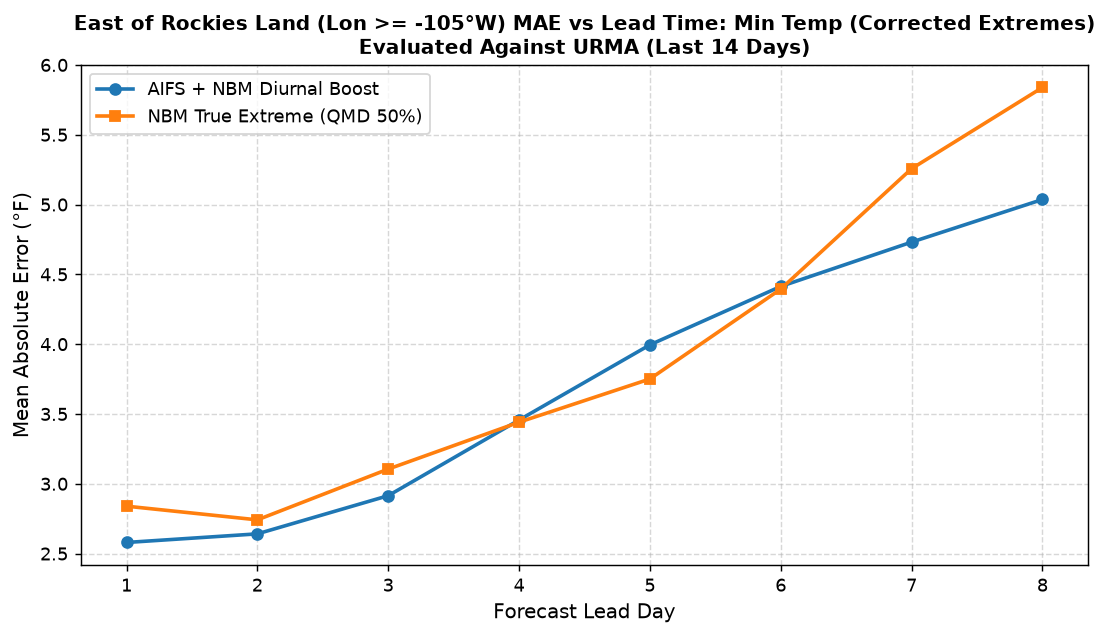 East of Rockies Land (Lon >= -105°W) MAE vs Lead Time: Min Temp (Corrected Extremes)
Evaluated Against URMA (Last 14 Days)
AIFS + NBM Diurnal Boost
NBM True Extreme (QMD 50%)
Mean Absolute Error (°F)
6.0
5.5
5.0
4.5
4.0
3.5
3.0
2.5
1 2 3 4 5 6 7 8
Forecast Lead Day